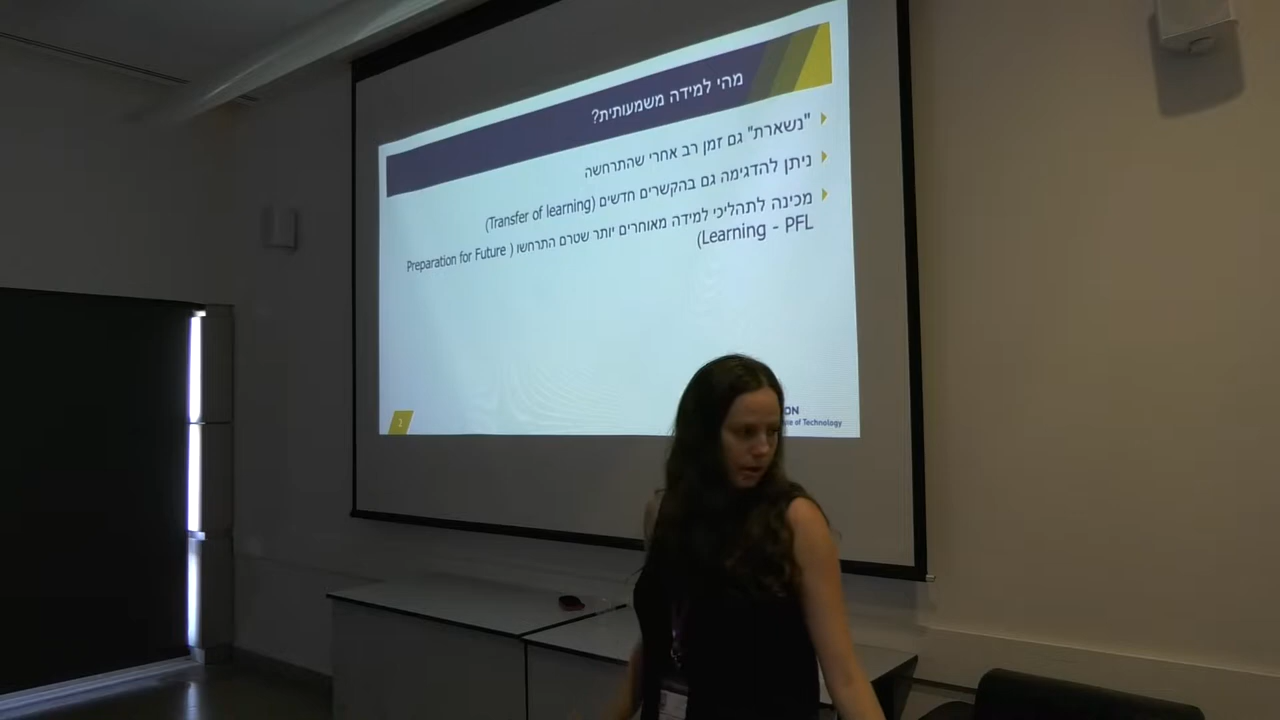 מהי למידה משמעותית?
"נשארת" גם זמן רב אחרי שהתרחשה
ניתן להדגימה גם בהקשרים חדשים (Transfer of learning)
מכינה לתהליכי למידה מאוחרים יותר שטרם התרחשו ( Preparation for Future
Learning - PFL)
ON
of Technology